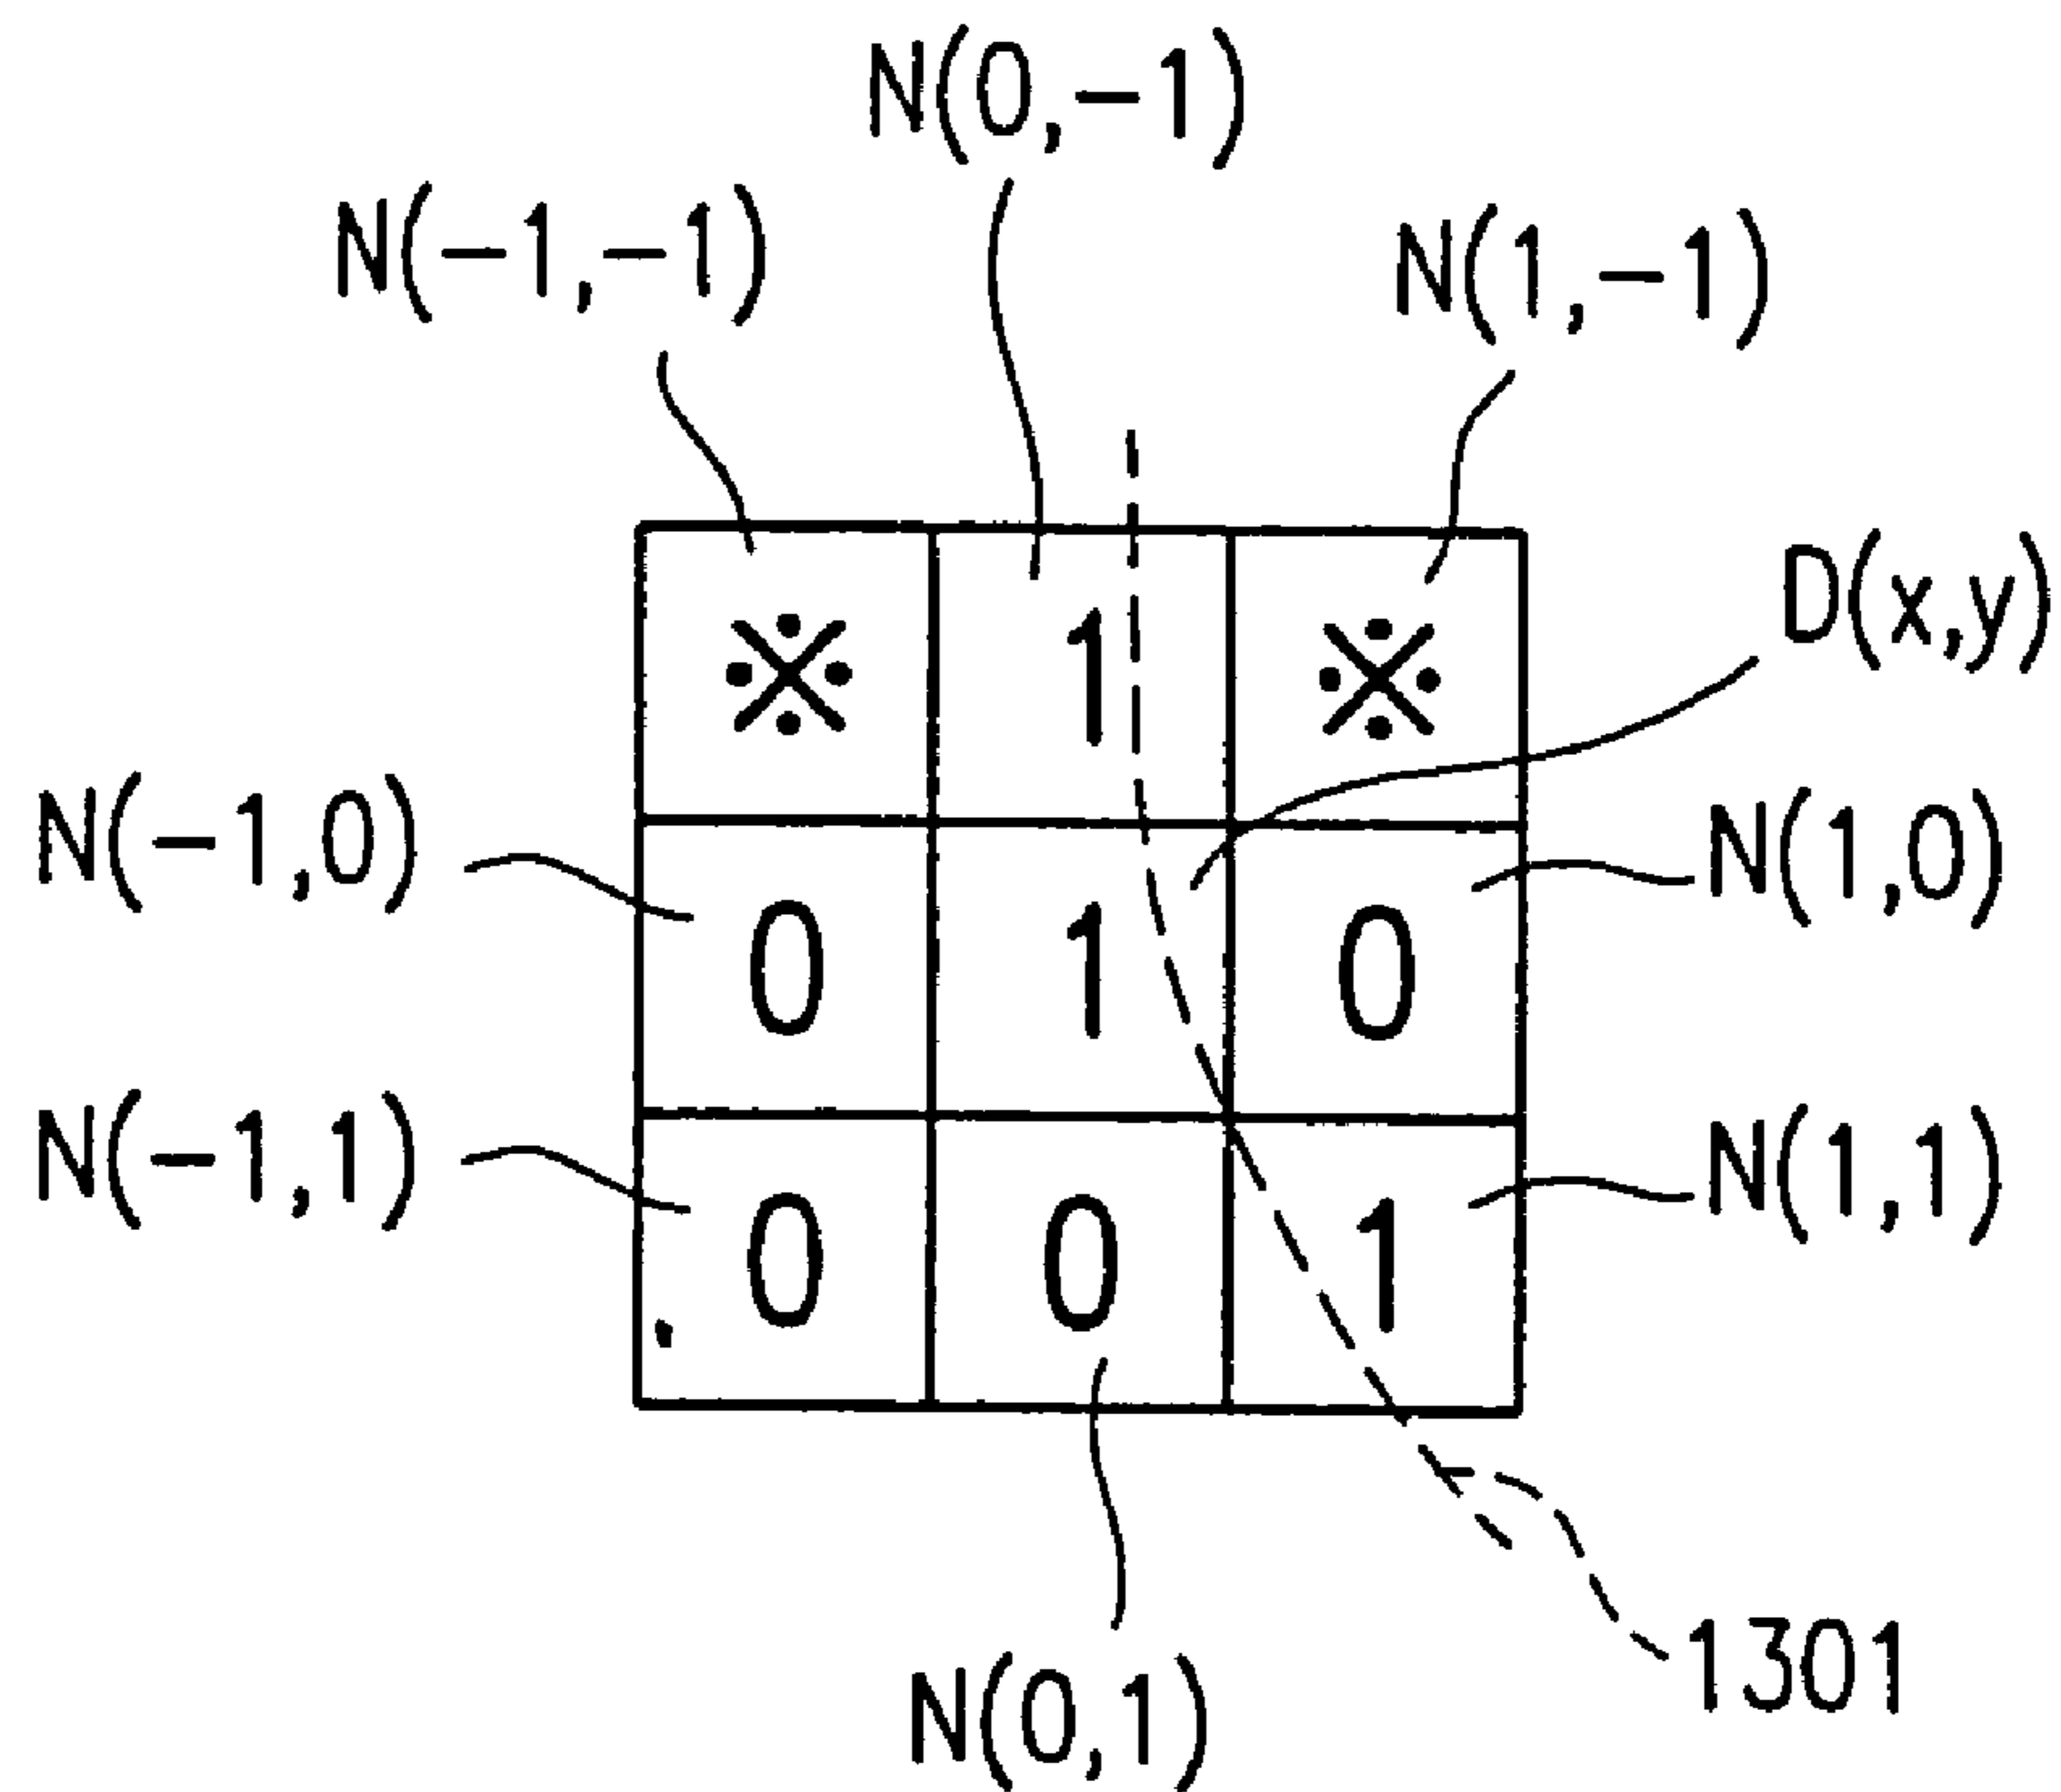 N(0,-1)
N(-1,-1)
N(1,-1)
D(x,y)
※ 1 ※
N(-1,0)
N(1,0)
0 1 0
N(-1,1)
N(1,1)
0 0 1
1301
N(0,1)